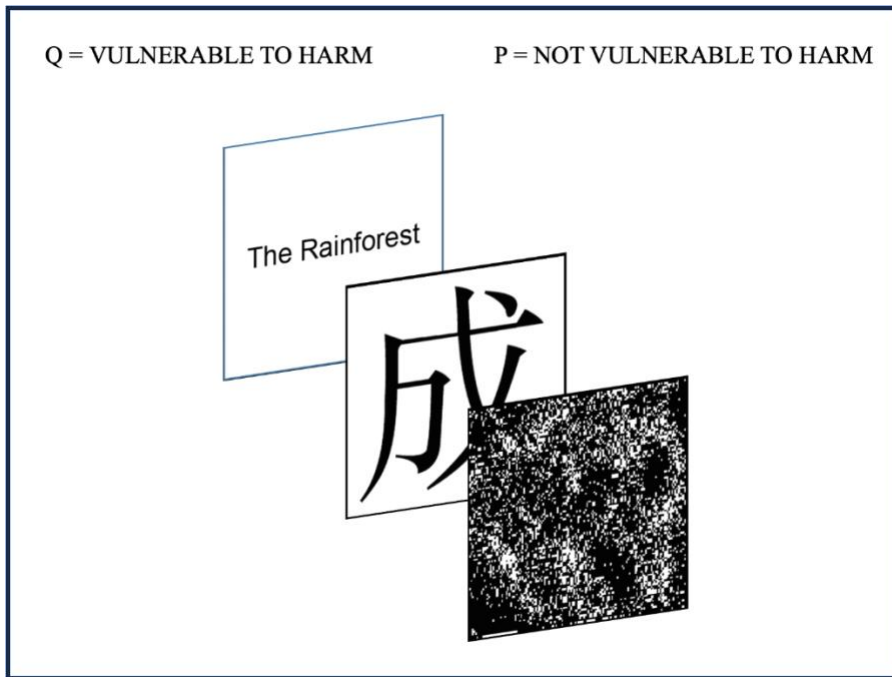 Q = VULNERABLE TO HARM P = NOT VULNERABLE TO HARM
The Rainforest
成